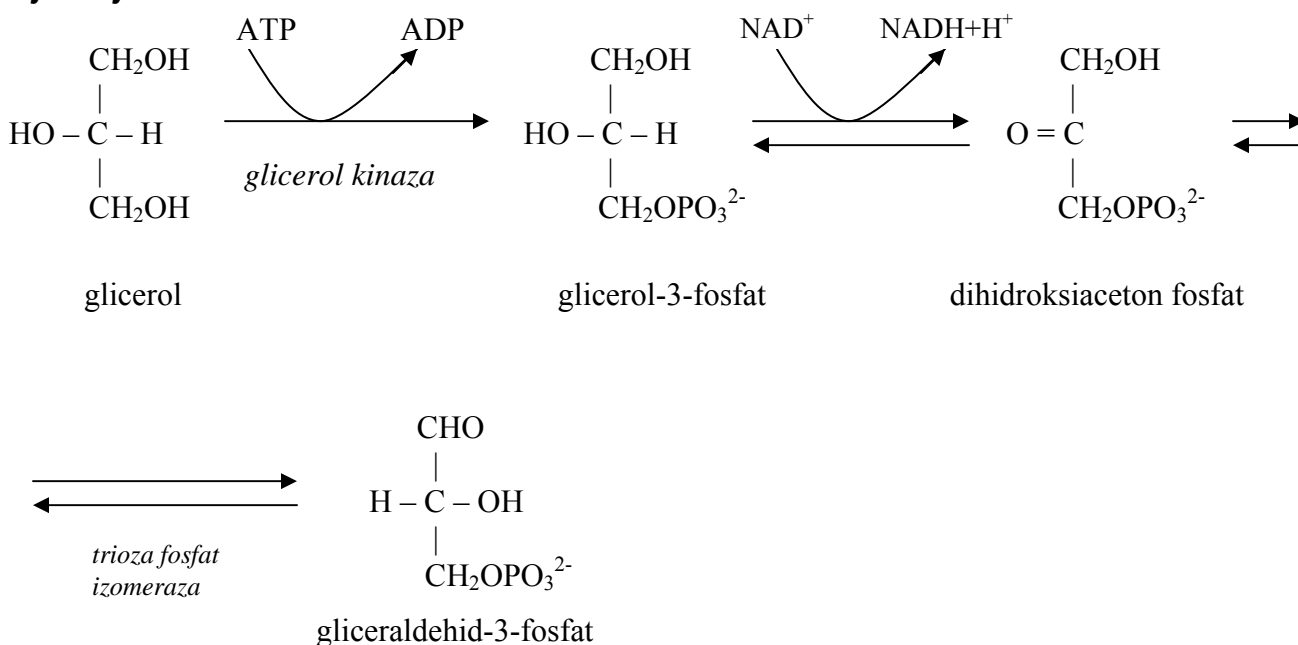 ATP ADP NAD⁺ NADH+H⁺
CH₂OH CH₂OH CH₂OH
| | |
HO – C – H HO – C – H O = C
| glicerol kinaza | |
CH₂OH CH₂OPO₃²⁻ CH₂OPO₃²⁻
glicerol glicerol-3-fosfat dihidroksiaceton fosfat
CHO
|
H – C – OH
|
trioza fosfat
izomeraza
CH₂OPO₃²⁻
gliceraldehid-3-fosfat